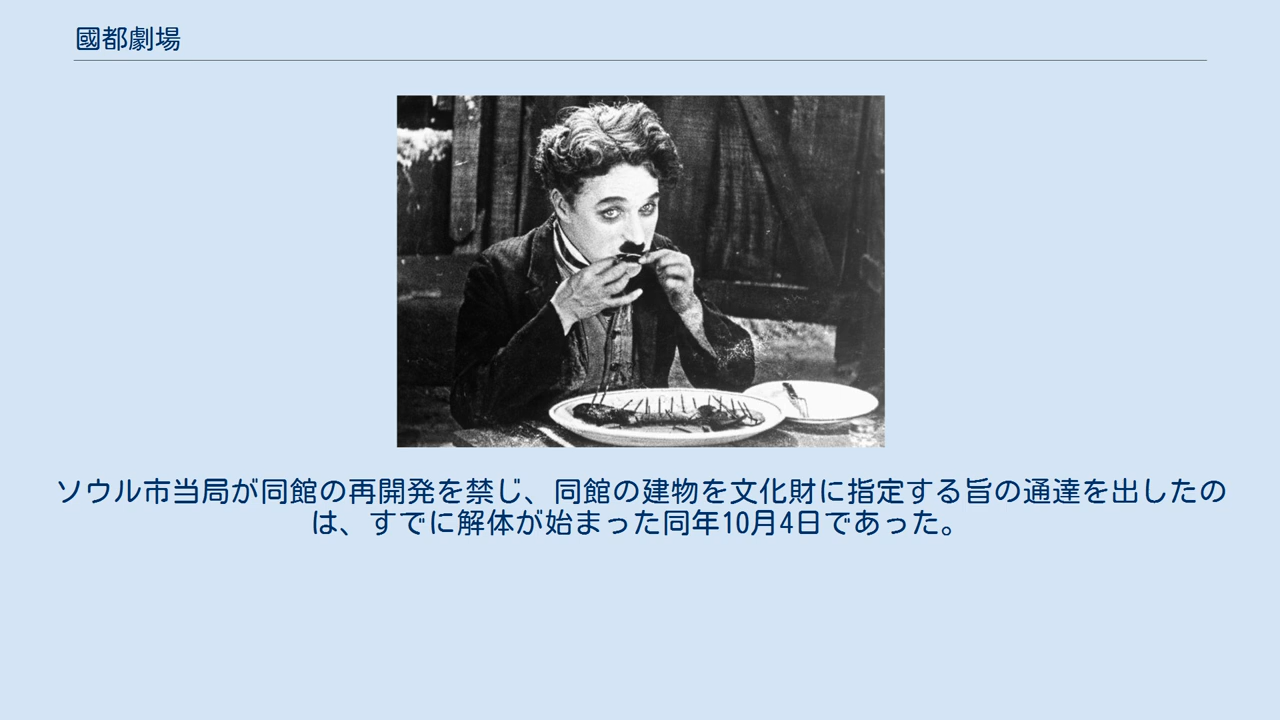 國都劇場
ソウル市当局が同館の再開発を禁じ、同館の建物を文化財に指定する旨の通達を出したの
は、すでに解体が始まった同年10月4日であった。